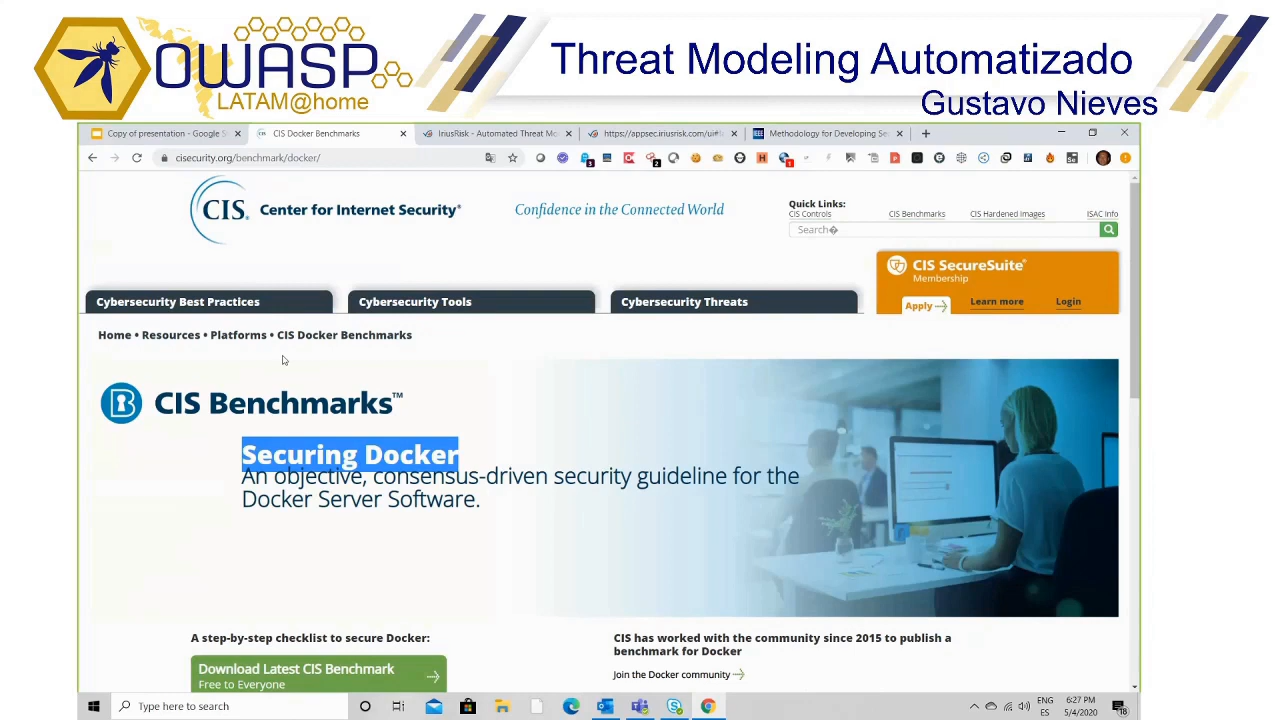 OWASP
LATAM@home
Threat Modeling Automatizado
Gustavo Nieves
Copy of presentation - Google S
CIS Docker Benchmarks
IriusRisk - Automated Threat Mo
https://appsec.iriusrisk.com/ui#!a
Methodology for Developing Se
cisecurity.org/benchmark/docker/
CIS. Center for Internet Security®
Confidence in the Connected World
Quick Links:
CIS Controls
CIS Benchmarks
CIS Hardened Images
ISAC Info
Search�
CIS SecureSuite®
Membership
Apply
Learn more
Login
Cybersecurity Best Practices
Cybersecurity Tools
Cybersecurity Threats
Home • Resources • Platforms • CIS Docker Benchmarks
CIS Benchmarks™
Securing Docker
An objective, consensus-driven security guideline for the
Docker Server Software.
A step-by-step checklist to secure Docker:
Download Latest CIS Benchmark
Free to Everyone
CIS has worked with the community since 2015 to publish a
benchmark for Docker
Join the Docker community
Type here to search
ENG
ES
6:27 PM
5/4/2020
18